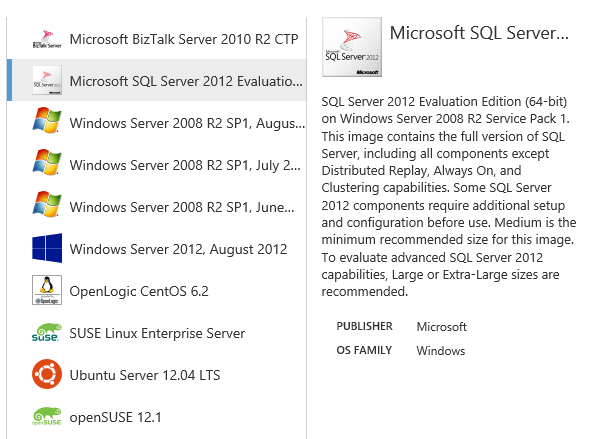 Microsoft BizTalk Server 2010 R2 CTP
Microsoft SQL Server 2012 Evaluatio...
Windows Server 2008 R2 SP1, Augus...
Windows Server 2008 R2 SP1, July 2...
Windows Server 2008 R2 SP1, June...
Windows Server 2012, August 2012
OpenLogic CentOS 6.2
SUSE Linux Enterprise Server
Ubuntu Server 12.04 LTS
openSUSE 12.1
BizTalk Server
SQL Server
OpenLogic
SUSE
openSUSE
SQL Server 2012
Microsoft
Microsoft SQL Server...
SQL Server 2012 Evaluation Edition (64-bit)
on Windows Server 2008 R2 Service Pack 1.
This image contains the full version of SQL
Server, including all components except
Distributed Replay, Always On, and
Clustering capabilities. Some SQL Server
2012 components require additional setup
and configuration before use. Medium is the
minimum recommended size for this image.
To evaluate advanced SQL Server 2012
capabilities, Large or Extra-Large sizes are
recommended.
PUBLISHER Microsoft
OS FAMILY Windows